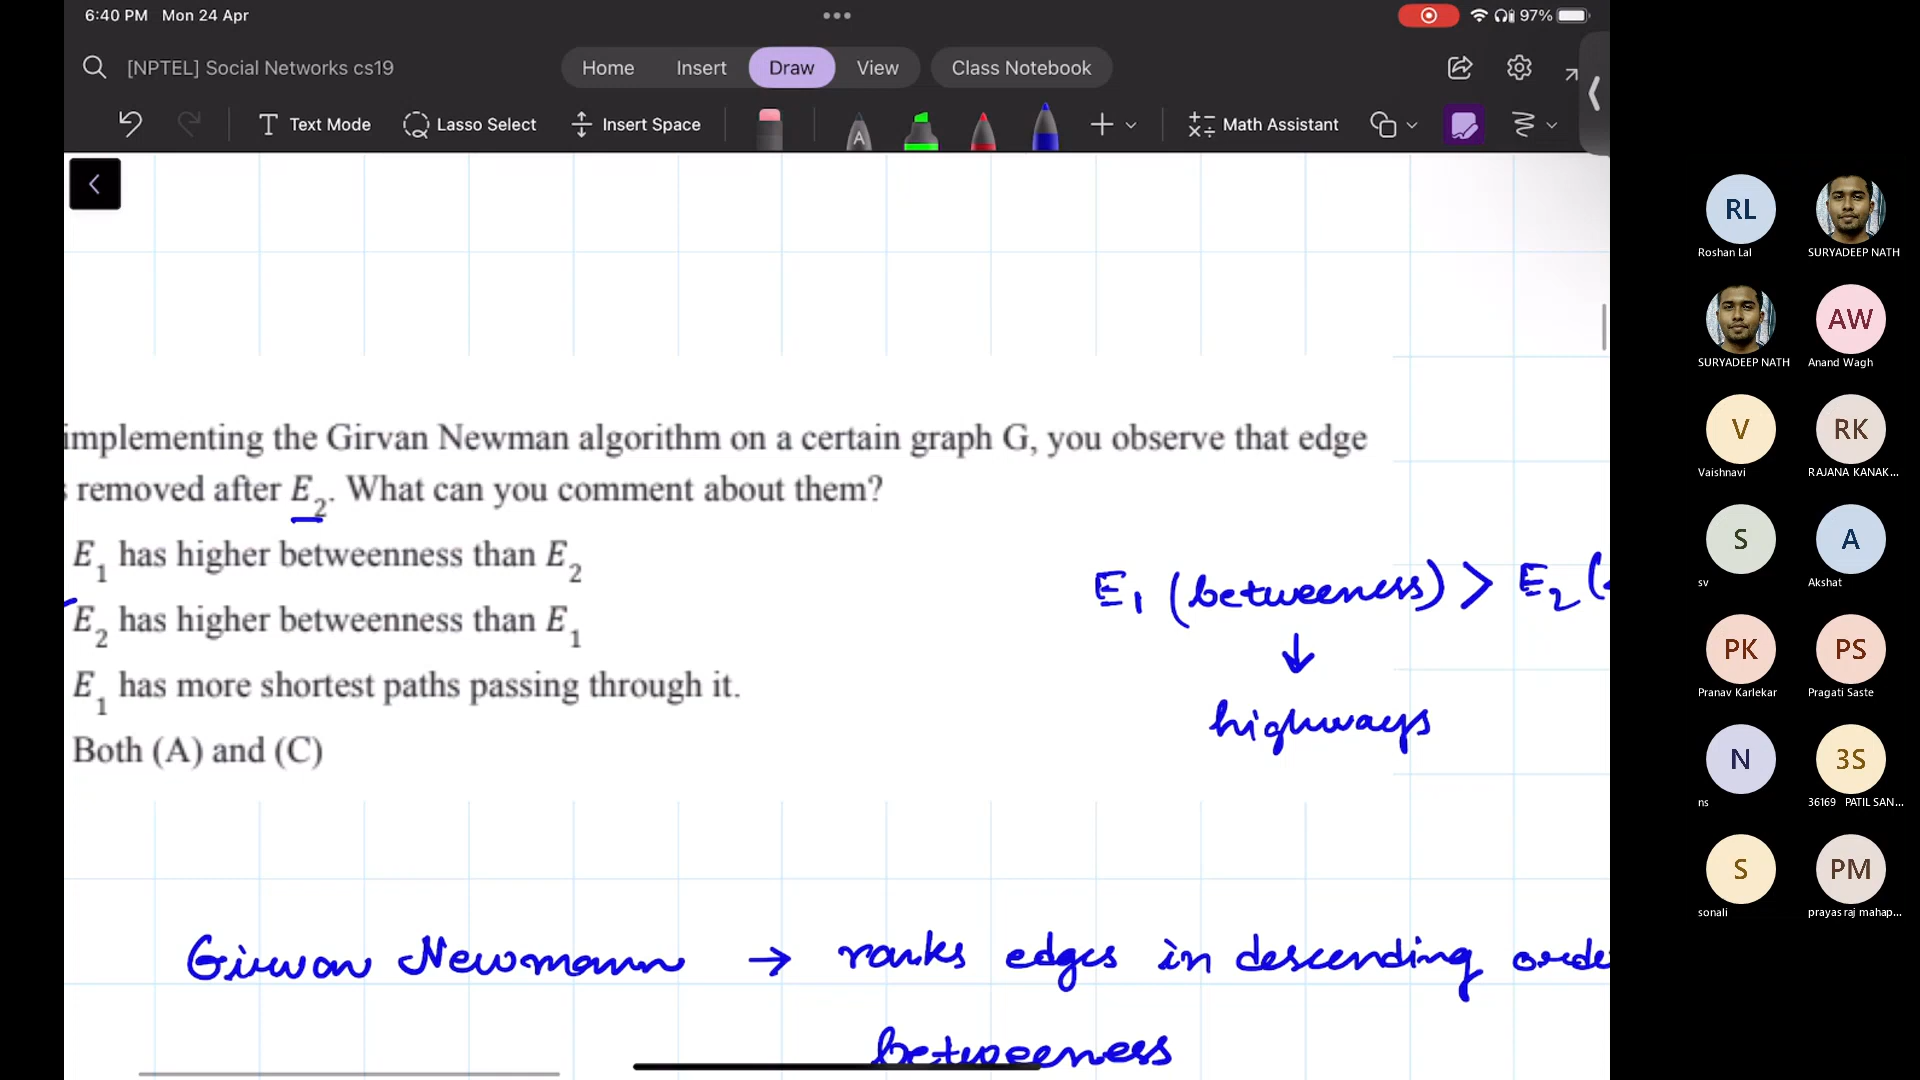 6:40 PM Mon 24 Apr
97%
[NPTEL] Social Networks cs19
Home Insert Draw View Class Notebook
Text Mode Lasso Select Insert Space Math Assistant
implementing the Girvan Newman algorithm on a certain graph G, you observe that edge
removed after E2. What can you comment about them?
E1 has higher betweenness than E2
E2 has higher betweenness than E1
E1 has more shortest paths passing through it.
Both (A) and (C)
E1 (betweeness) > E2 (
↓
highways
Girvan Newmann → ranks edges in descending orde
betweeness
RL
Roshan Lal
SURYADEEP NATH
SURYADEEP NATH
AW
Anand Wagh
V
Vaishnavi
RK
RAJANA KANAK...
S
sv
A
Akshat
PK
Pranav Karlekar
PS
Pragati Saste
N
ns
3S
36169 PATIL SAN...
S
sonali
PM
prayas raj mahap...